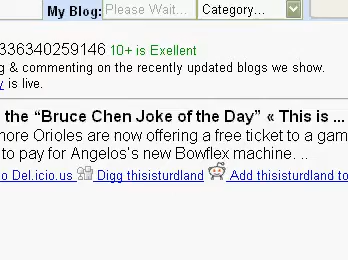 My Blog: Please Wait... Category...
336340259146 10+ is Exellent
g & commenting on the recently updated blogs we show.
y is live.
the “Bruce Chen Joke of the Day” « This is ...
nore Orioles are now offering a free ticket to a gam
to pay for Angelos's new Bowflex machine. ..
o Del.icio.us Digg thisisturdland Add thisisturdland to